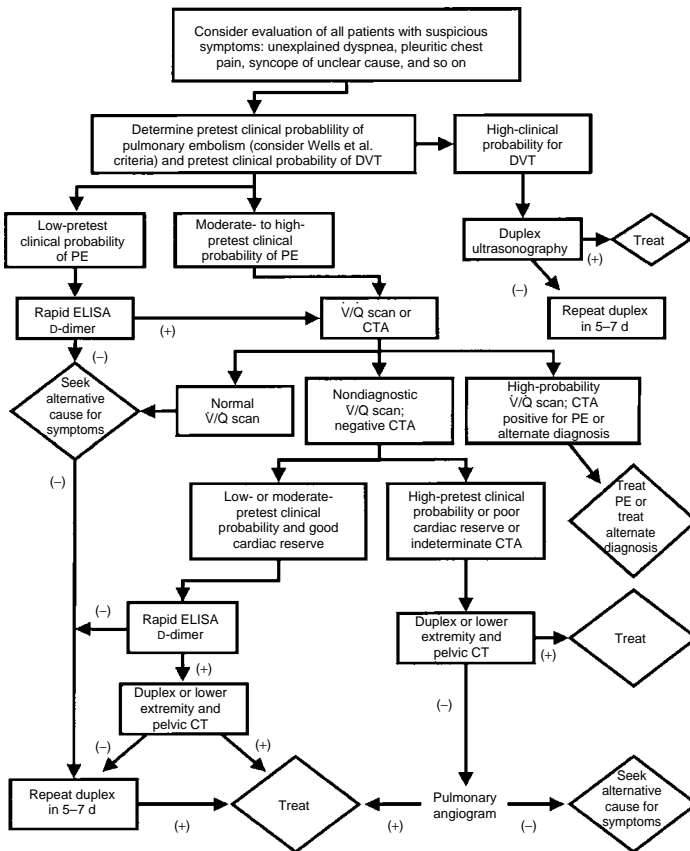 Consider evaluation of all patients with suspicious
symptoms: unexplained dyspnea, pleuritic chest
pain, syncope of unclear cause, and so on
Determine pretest clinical probablility of
pulmonary embolism (consider Wells et al.
criteria) and pretest clinical probability of DVT
High-clinical
probability for
DVT
Low-pretest
clinical probability
of PE
Moderate- to high-
pretest clinical
probability of PE
Duplex
ultrasonography
(+)
Treat
(–)
Repeat duplex
in 5–7 d
Rapid ELISA
D-dimer
(+)
V̇/Q̇ scan or
CTA
(–)
Seek
alternative
cause for
symptoms
Normal
V̇/Q̇ scan
Nondiagnostic
V̇/Q̇ scan;
negative CTA
High-probability
V̇/Q̇ scan; CTA
positive for PE or
alternate diagnosis
(–)
Low- or moderate-
pretest clinical
probability and good
cardiac reserve
High-pretest clinical
probability or poor
cardiac reserve or
indeterminate CTA
Treat
PE or
treat
alternate
diagnosis
(–)
Rapid ELISA
D-dimer
(+)
Duplex or lower
extremity and
pelvic CT
(+)
Treat
Duplex or lower
extremity and
pelvic CT
(–)
(–)
(+)
Repeat duplex
in 5–7 d
(+)
Treat
(+)
Pulmonary
angiogram
(–)
Seek
alternative
cause for
symptoms